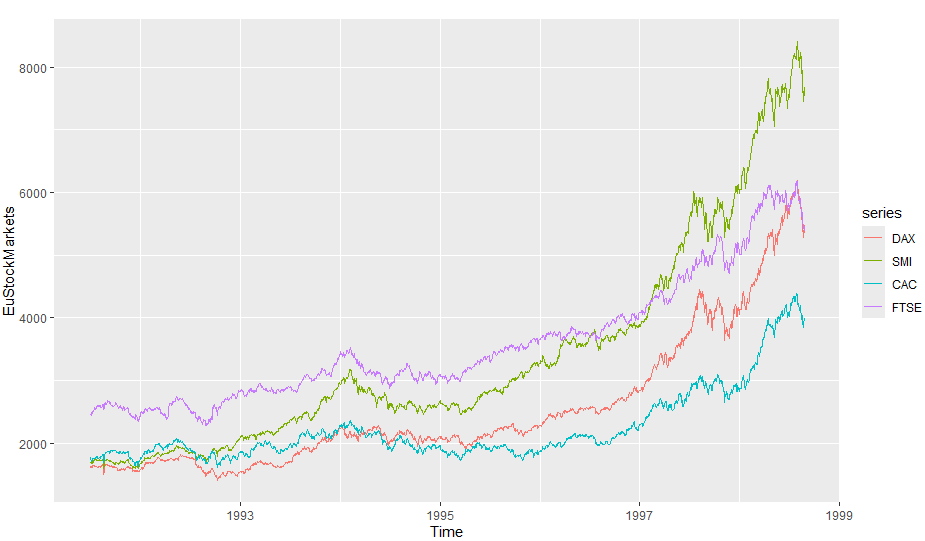 8000
6000
4000
2000
EuStockMarkets
1993
1995
1997
1999
Time
series
DAX
SMI
CAC
FTSE